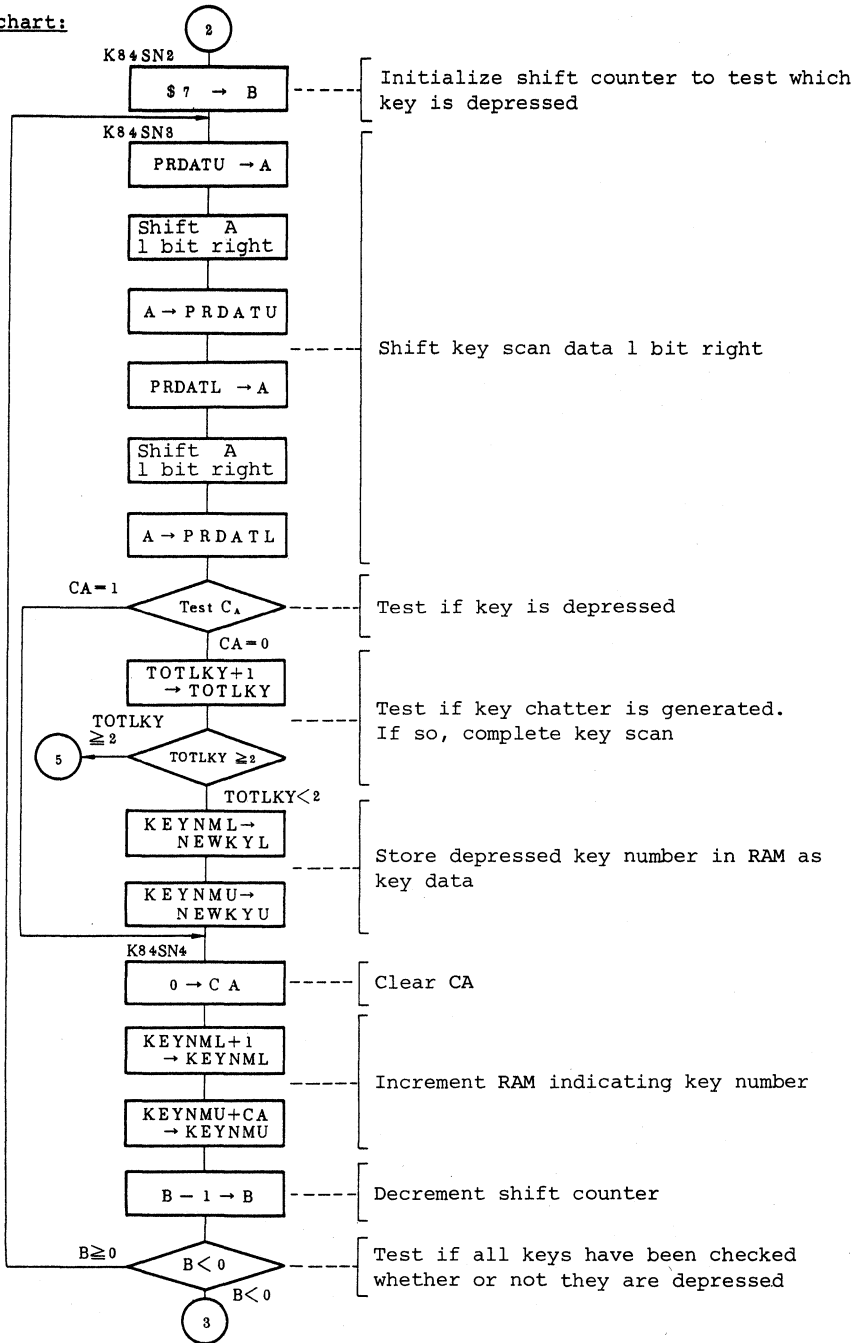 chart:
2
K84SN2
$7 → B
Initialize shift counter to test which
key is depressed
K84SN3
PRDATU → A
Shift A
1 bit right
A → PRDATU
Shift key scan data 1 bit right
PRDATL → A
Shift A
1 bit right
A → PRDATL
CA=1
Test CA
Test if key is depressed
CA=0
TOTLKY+1
→ TOTLKY
Test if key chatter is generated.
If so, complete key scan
TOTLKY
≧2
5
TOTLKY ≧2
TOTLKY<2
KEYNML→
NEWKYL
Store depressed key number in RAM as
key data
KEYNMU→
NEWKYU
K84SN4
0 → CA
Clear CA
KEYNML+1
→ KEYNML
Increment RAM indicating key number
KEYNMU+CA
→ KEYNMU
B - 1 → B
Decrement shift counter
B≧0
B<0
Test if all keys have been checked
whether or not they are depressed
B<0
3